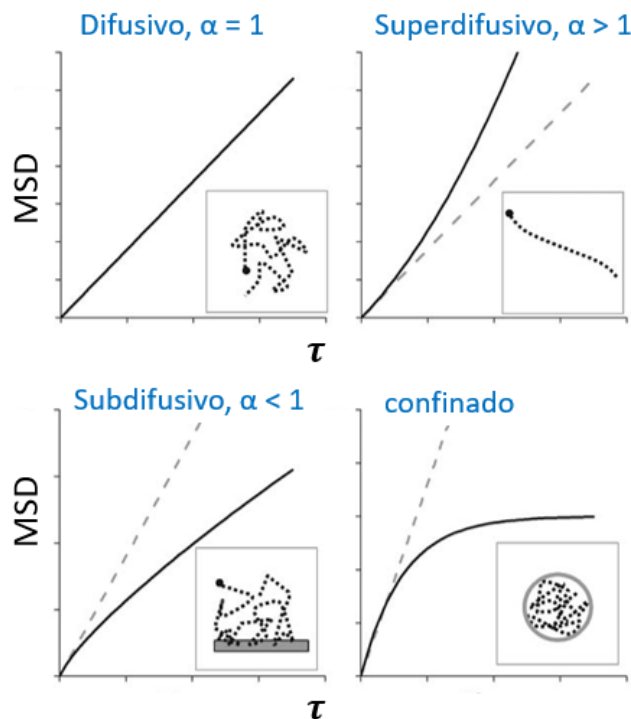 Difusivo, α = 1
Superdifusivo, α > 1
MSD
τ
Subdifusivo, α < 1
confinado
MSD
τ